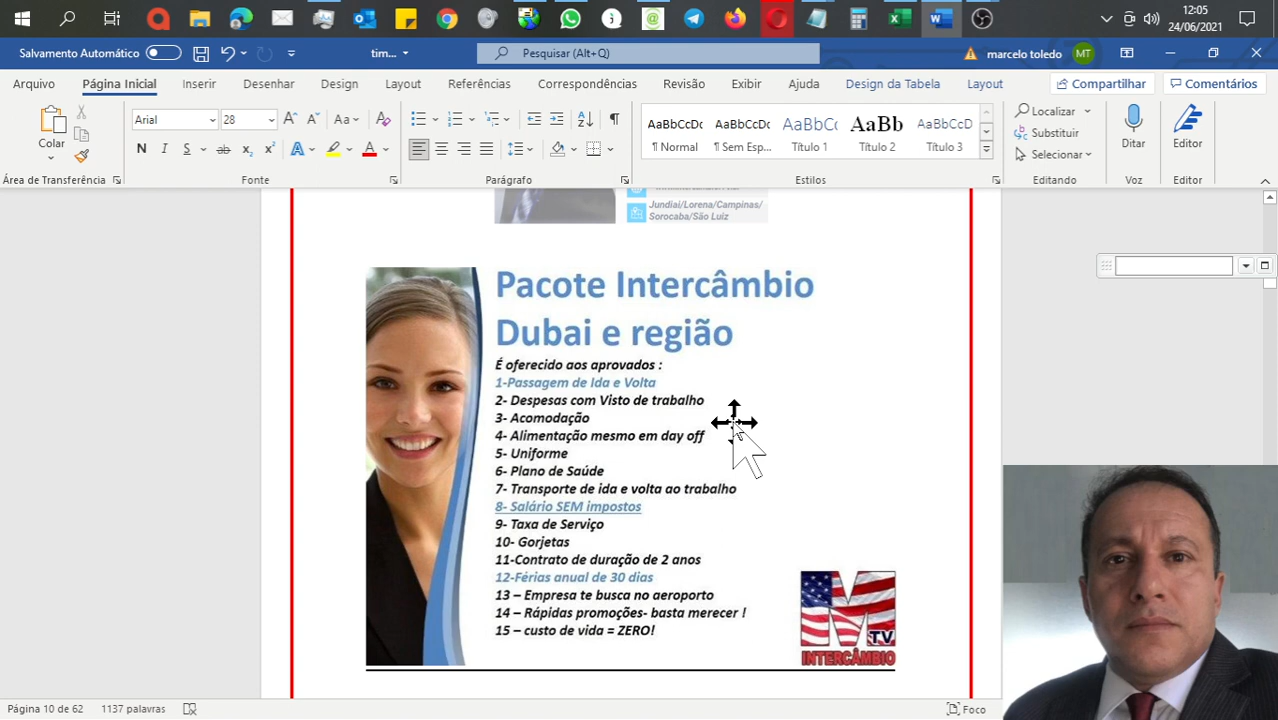 12:05
24/06/2021
Salvamento Automático
tim...
Pesquisar (Alt+Q)
marcelo toledo
MT
Arquivo
Página Inicial
Inserir
Desenhar
Design
Layout
Referências
Correspondências
Revisão
Exibir
Ajuda
Design da Tabela
Layout
Compartilhar
Comentários
Colar
Arial
28
Aa
N
I
S
ab
AaBbCcDc
¶ Normal
AaBbCcDc
¶ Sem Esp...
AaBbCc
Título 1
AaBb
Título 2
AaBbCcD
Título 3
Localizar
Substituir
Selecionar
Ditar
Editor
Área de Transferência
Fonte
Parágrafo
Estilos
Editando
Voz
Editor
Jundiaí/Lorena/Campinas/
Sorocaba/São Luiz
Pacote Intercâmbio
Dubai e região
É oferecido aos aprovados :
1-Passagem de Ida e Volta
2- Despesas com Visto de trabalho
3- Acomodação
4- Alimentação mesmo em day off
5- Uniforme
6- Plano de Saúde
7- Transporte de ida e volta ao trabalho
8- Salário SEM impostos
9- Taxa de Serviço
10- Gorjetas
11-Contrato de duração de 2 anos
12-Férias anual de 30 dias
13 – Empresa te busca no aeroporto
14 – Rápidas promoções- basta merecer !
15 – custo de vida = ZERO!
M
TV
INTERCÂMBIO
Página 10 de 62
1137 palavras
Foco